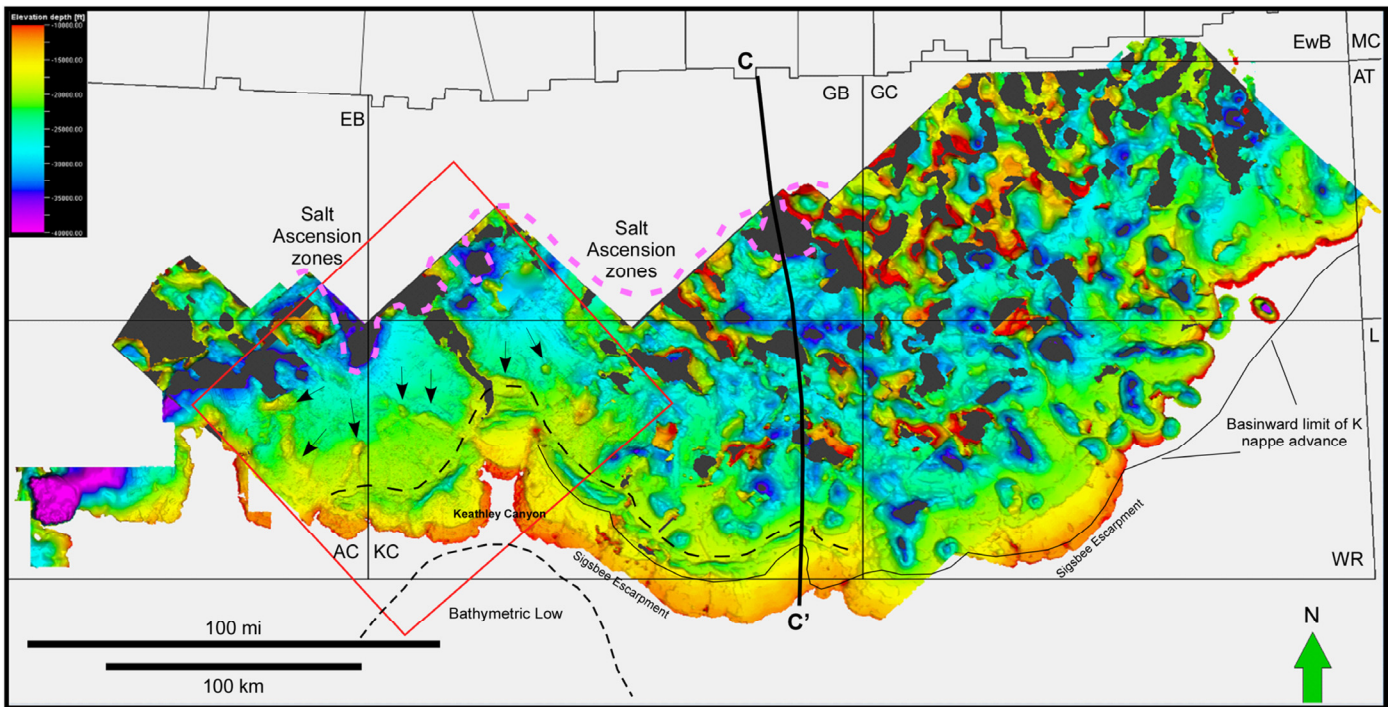 Elevation depth [ft]
-10000.00
-15000.00
-20000.00
-25000.00
-30000.00
-35000.00
-40000.00
C
EwB
MC
AT
EB
GB
GC
Salt
Ascension
zones
Salt
Ascension
zones
L
Basinward limit of K
nappe advance
Keathley Canyon
AC
KC
Sigsbee Escarpment
Sigsbee Escarpment
WR
Bathymetric Low
C'
N
100 mi
100 km